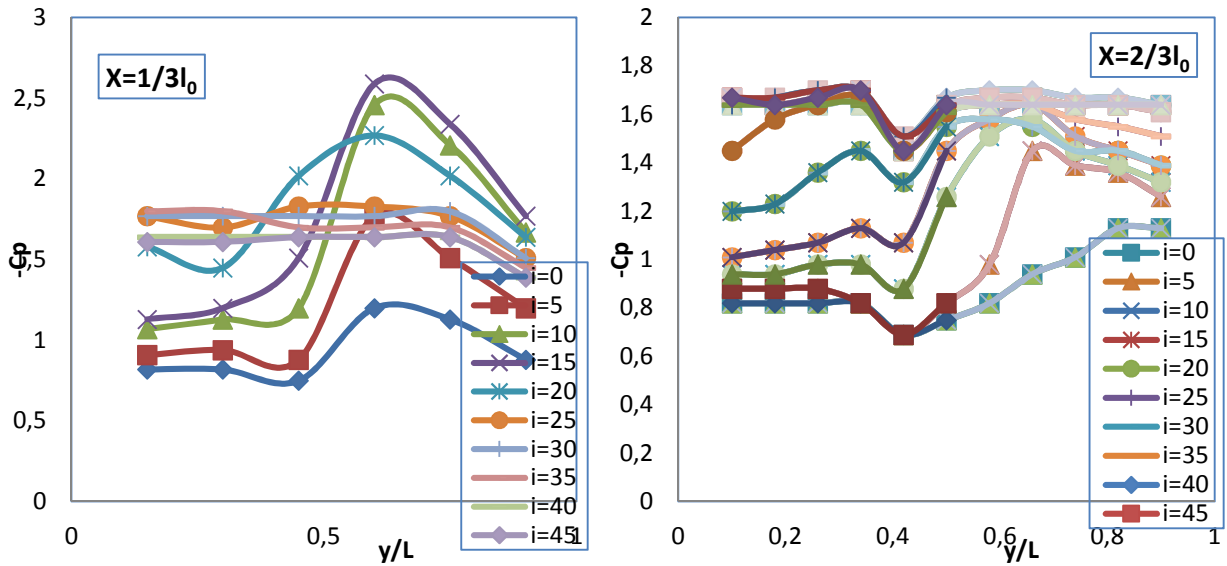 X=1/3l₀
-Cp
3
2,5
2
1,5
1
0,5
0
0
0,5
1
y/L
i=0
i=5
i=10
i=15
i=20
i=25
i=30
i=35
i=40
i=45
X=2/3l₀
-Cp
2
1,8
1,6
1,4
1,2
1
0,8
0,6
0,4
0,2
0
0
0,2
0,4
0,6
0,8
1
y/L
i=0
i=5
i=10
i=15
i=20
i=25
i=30
i=35
i=40
i=45